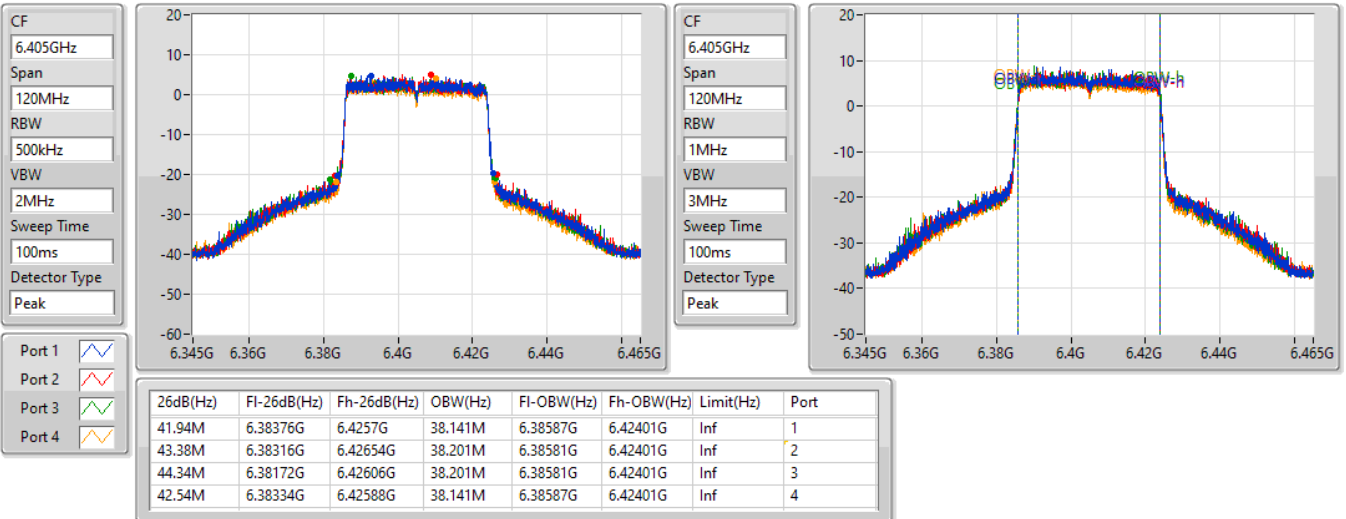 CF
6.405GHz
Span
120MHz
RBW
500kHz
VBW
2MHz
Sweep Time
100ms
Detector Type
Peak
20
10
0
-10
-20
-30
-40
-50
-60
6.345G 6.36G 6.38G 6.4G 6.42G 6.44G 6.465G
CF
6.405GHz
Span
120MHz
RBW
1MHz
VBW
3MHz
Sweep Time
100ms
Detector Type
Peak
20
10
0
-10
-20
-30
-40
-50
OBW-h
6.345G 6.36G 6.38G 6.4G 6.42G 6.44G 6.465G
Port 1
Port 2
Port 3
Port 4
26dB(Hz) Fl-26dB(Hz) Fh-26dB(Hz) OBW(Hz) Fl-OBW(Hz) Fh-OBW(Hz) Limit(Hz) Port
41.94M 6.38376G 6.4257G 38.141M 6.38587G 6.42401G Inf 1
43.38M 6.38316G 6.42654G 38.201M 6.38581G 6.42401G Inf 2
44.34M 6.38172G 6.42606G 38.201M 6.38581G 6.42401G Inf 3
42.54M 6.38334G 6.42588G 38.141M 6.38587G 6.42401G Inf 4